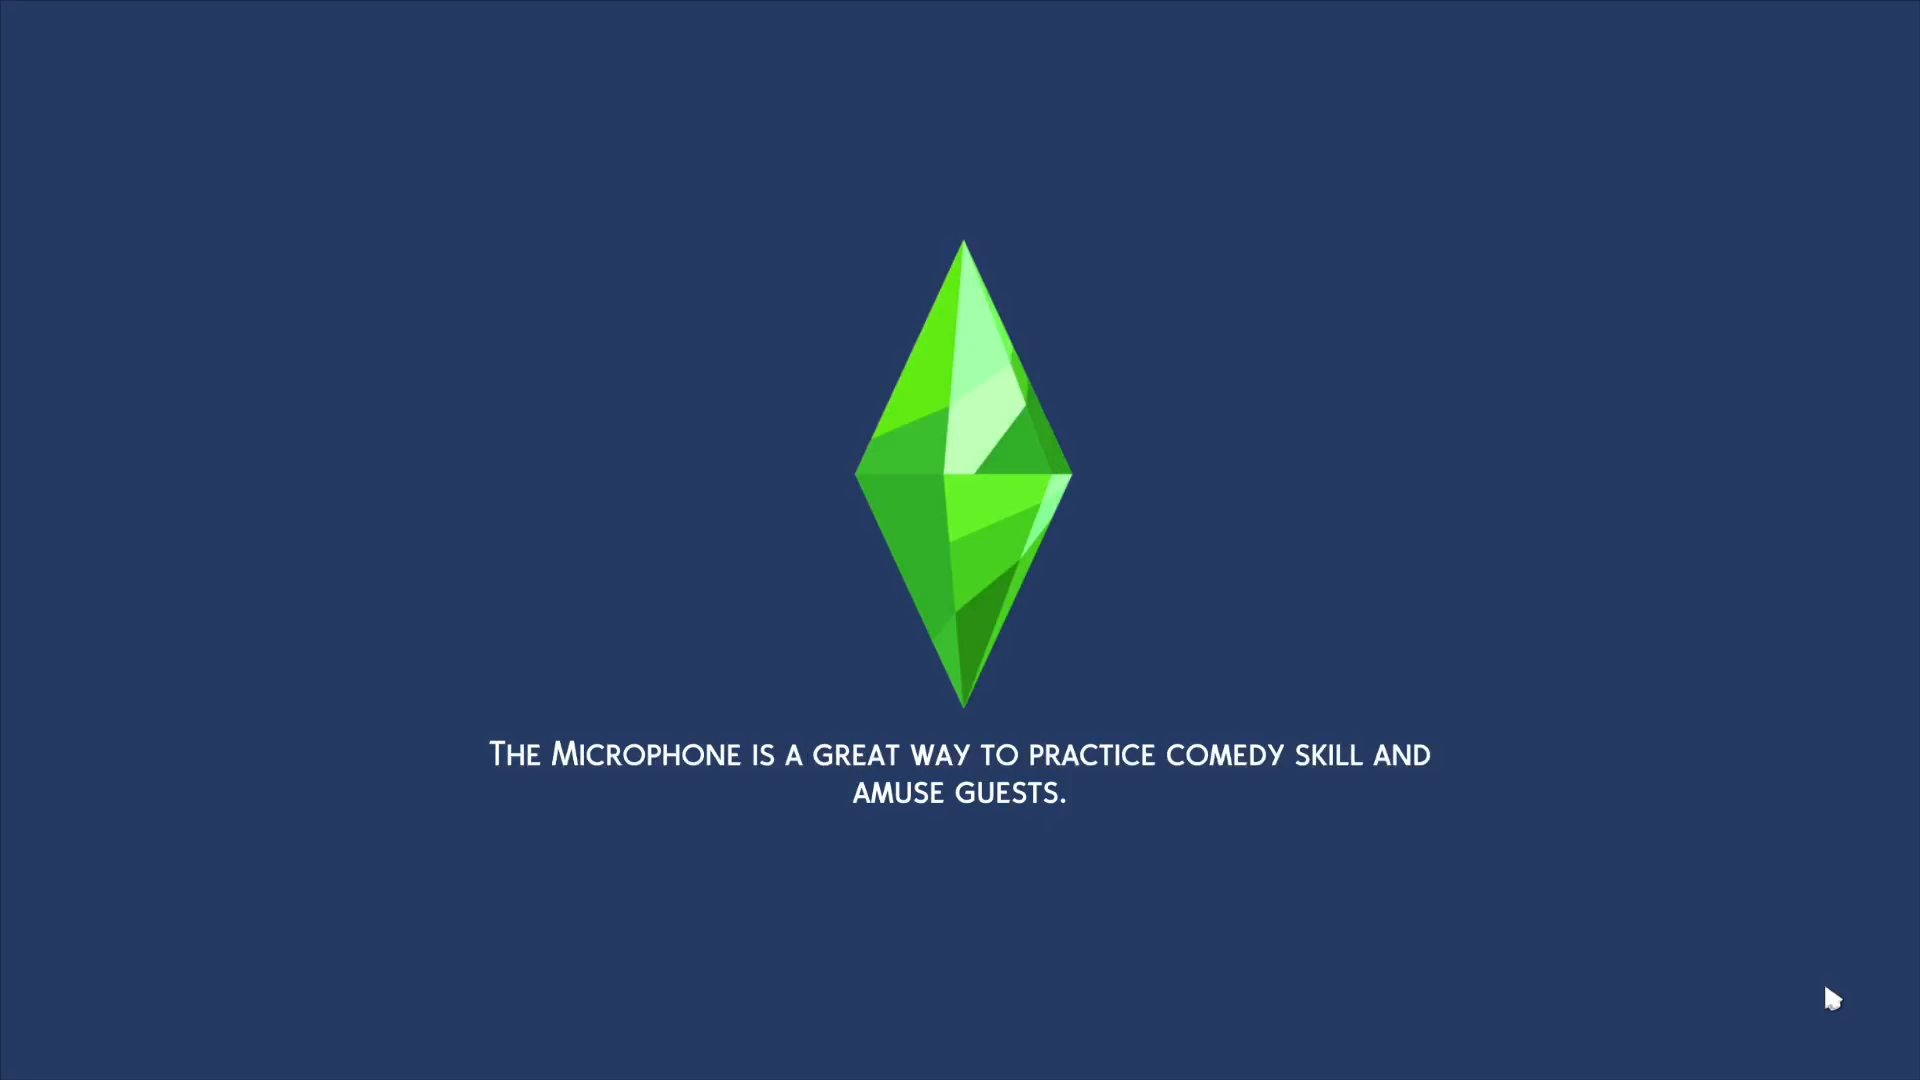 The Microphone is a great way to practice comedy skill and
amuse guests.